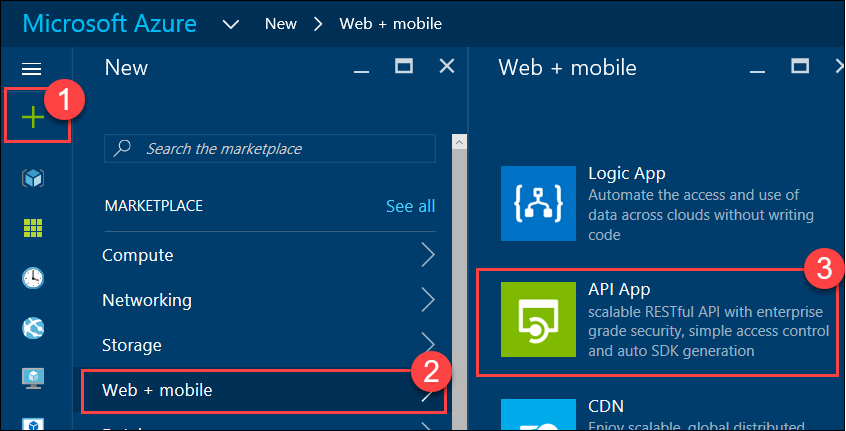 Microsoft Azure New Web + mobile
New
Web + mobile
1
Search the marketplace
MARKETPLACE See all
Compute
Networking
Storage
Web + mobile
2
Logic App
Automate the access and use of
data across clouds without writing
code
3
API App
scalable RESTful API with enterprise
grade security, simple access control
and auto SDK generation
CDN
Enjoy scalable, global distributed